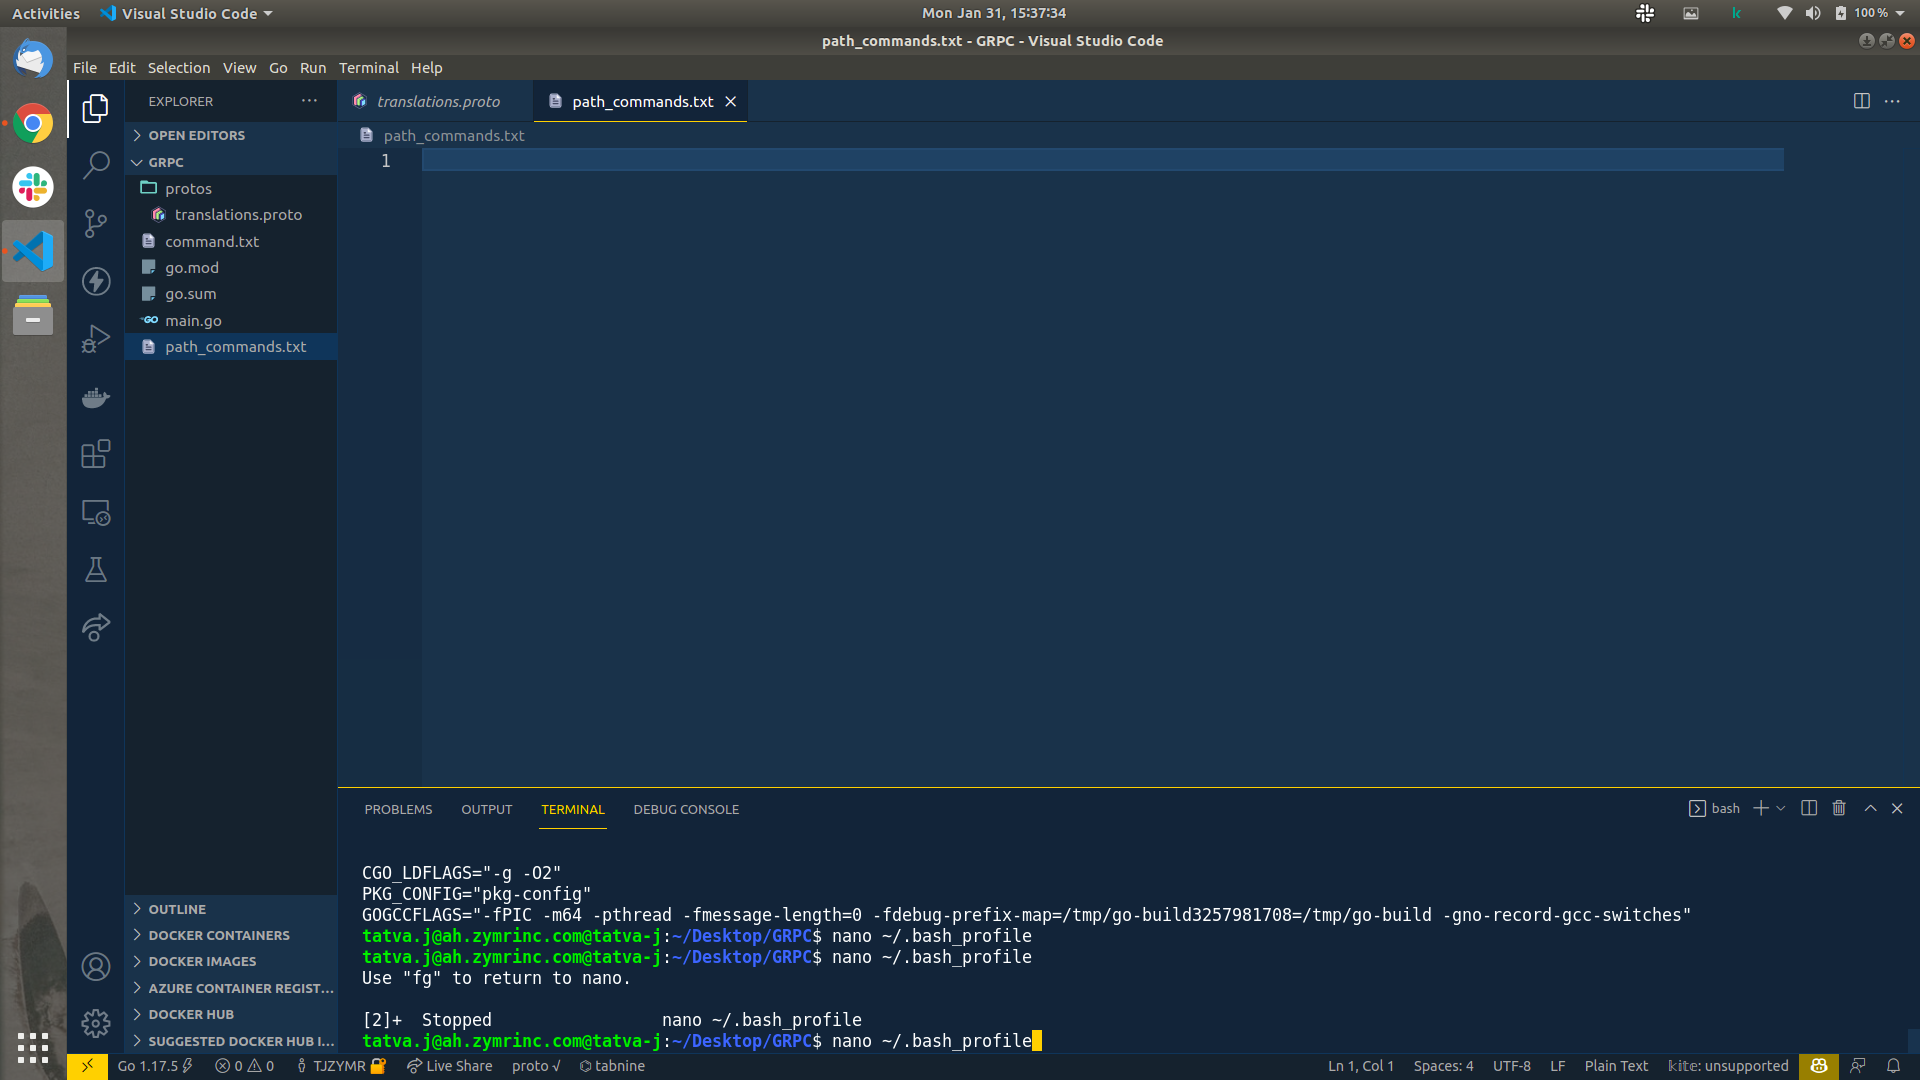 Activities
Visual Studio Code
Mon Jan 31, 15:37:34
100 %
path_commands.txt - GRPC - Visual Studio Code
File Edit Selection View Go Run Terminal Help
EXPLORER
OPEN EDITORS
GRPC
protos
translations.proto
command.txt
go.mod
go.sum
main.go
path_commands.txt
OUTLINE
DOCKER CONTAINERS
DOCKER IMAGES
AZURE CONTAINER REGIST...
DOCKER HUB
SUGGESTED DOCKER HUB I...
translations.proto
path_commands.txt
path_commands.txt
1
PROBLEMS OUTPUT TERMINAL DEBUG CONSOLE
bash
CGO_LDFLAGS="-g -O2"
PKG_CONFIG="pkg-config"
GOGCCFLAGS="-fPIC -m64 -pthread -fmessage-length=0 -fdebug-prefix-map=/tmp/go-build3257981708=/tmp/go-build -gno-record-gcc-switches"
tatva.j@ah.zymrinc.com@tatva-j:~/Desktop/GRPC$ nano ~/.bash_profile
tatva.j@ah.zymrinc.com@tatva-j:~/Desktop/GRPC$ nano ~/.bash_profile
Use "fg" to return to nano.
[2]+  Stopped                 nano ~/.bash_profile
tatva.j@ah.zymrinc.com@tatva-j:~/Desktop/GRPC$ nano ~/.bash_profile
Go 1.17.5 0 0 TJZYMR Live Share proto √ tabnine
Ln 1, Col 1 Spaces: 4 UTF-8 LF Plain Text kite: unsupported